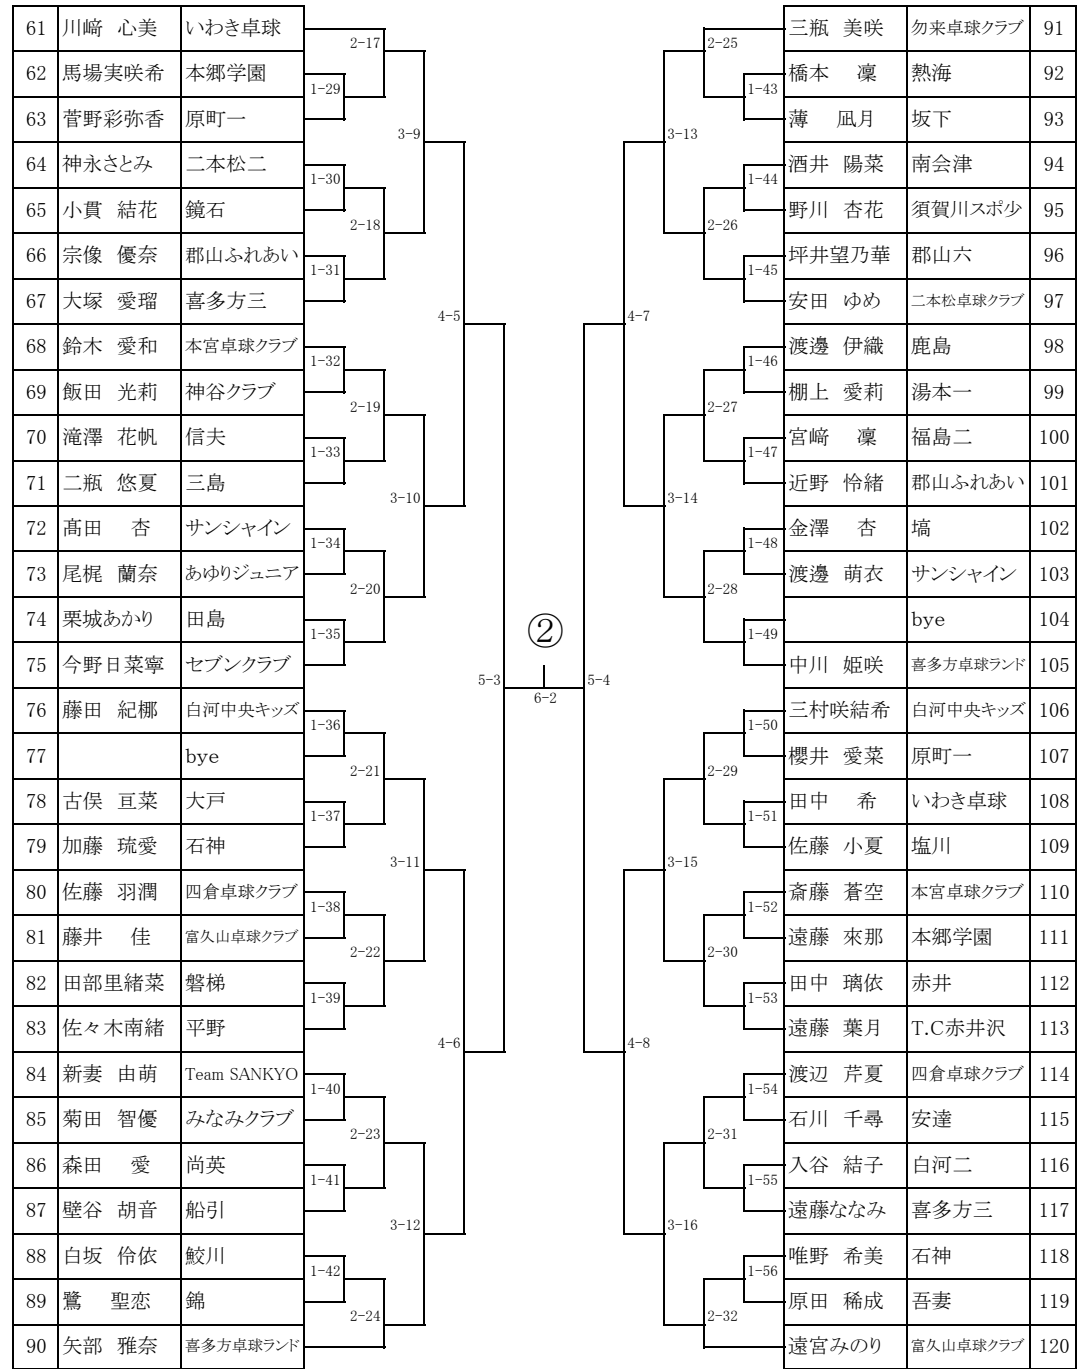 61 川﨑 心美 いわき卓球
62 馬場実咲希 本郷学園
63 菅野彩弥香 原町一
64 神永さとみ 二本松二
65 小貫 結花 鏡石
66 宗像 優奈 郡山ふれあい
67 大塚 愛瑠 喜多方三
68 鈴木 愛和 本宮卓球クラブ
69 飯田 光莉 神谷クラブ
70 滝澤 花帆 信夫
71 二瓶 悠夏 三島
72 髙田 杏 サンシャイン
73 尾梶 蘭奈 あゆりジュニア
74 栗城あかり 田島
75 今野日菜寧 セブンクラブ
76 藤田 紀梛 白河中央キッズ
77 bye
78 古俣 亘菜 大戸
79 加藤 琉愛 石神
80 佐藤 羽潤 四倉卓球クラブ
81 藤井 佳 富久山卓球クラブ
82 田部里緒菜 磐梯
83 佐々木南緒 平野
84 新妻 由萌 Team SANKYO
85 菊田 智優 みなみクラブ
86 森田 愛 尚英
87 壁谷 胡音 船引
88 白坂 伶依 鮫川
89 鷺 聖恋 錦
90 矢部 雅奈 喜多方卓球ランド
1-29
1-30
1-31
1-32
1-33
1-34
1-35
1-36
1-37
1-38
1-39
1-40
1-41
1-42
2-17
2-18
2-19
2-20
2-21
2-22
2-23
2-24
3-9
3-10
3-11
3-12
4-5
4-6
5-3
②
6-2
5-4
4-7
4-8
3-13
3-14
3-15
3-16
2-25
2-26
2-27
2-28
2-29
2-30
2-31
2-32
1-43
1-44
1-45
1-46
1-47
1-48
1-49
1-50
1-51
1-52
1-53
1-54
1-55
1-56
三瓶 美咲 勿来卓球クラブ 91
橋本 凜 熱海 92
薄 凪月 坂下 93
酒井 陽菜 南会津 94
野川 杏花 須賀川スポ少 95
坪井望乃華 郡山六 96
安田 ゆめ 二本松卓球クラブ 97
渡邊 伊織 鹿島 98
棚上 愛莉 湯本一 99
宮﨑 凜 福島二 100
近野 怜緒 郡山ふれあい 101
金澤 杏 塙 102
渡邊 萌衣 サンシャイン 103
bye 104
中川 姫咲 喜多方卓球ランド 105
三村咲結希 白河中央キッズ 106
櫻井 愛菜 原町一 107
田中 希 いわき卓球 108
佐藤 小夏 塩川 109
斎藤 蒼空 本宮卓球クラブ 110
遠藤 來那 本郷学園 111
田中 璃依 赤井 112
遠藤 葉月 T.C赤井沢 113
渡辺 芹夏 四倉卓球クラブ 114
石川 千尋 安達 115
入谷 結子 白河二 116
遠藤ななみ 喜多方三 117
唯野 希美 石神 118
原田 稀成 吾妻 119
遠宮みのり 富久山卓球クラブ 120